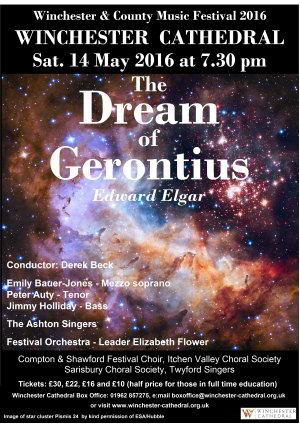 Winchester & County Music Festival 2016
WINCHESTER CATHEDRAL
Sat. 14 May 2016 at 7.30 pm
The
Dream
of
Gerontius
Edward Elgar
Conductor: Derek Beck
Emily Bauer-Jones - Mezzo soprano
Peter Auty - Tenor
Jimmy Holliday - Bass
The Ashton Singers
Festival Orchestra - Leader Elizabeth Flower
Compton & Shawford Festival Choir, Itchen Valley Choral Society
Sarisbury Choral Society, Twyford Singers
Tickets: £30, £22, £16 and £10 (half price for those in full time education)
Winchester Cathedral Box Office: 01962 857275, e:mail boxoffice@winchester-cathedral.org.uk
or visit www.winchester-cathedral.org.uk
Image of star cluster Pismis 24 by kind permission of ESA/Hubble
WINCHESTER
CATHEDRAL